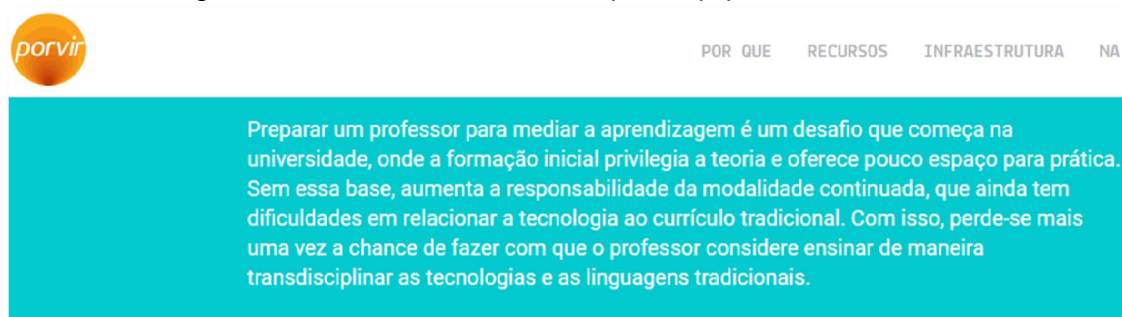 porvir
POR QUE RECURSOS INFRAESTRUTURA NA
Preparar um professor para mediar a aprendizagem é um desafio que começa na
universidade, onde a formação inicial privilegia a teoria e oferece pouco espaço para prática.
Sem essa base, aumenta a responsabilidade da modalidade continuada, que ainda tem
dificuldades em relacionar a tecnologia ao currículo tradicional. Com isso, perde-se mais
uma vez a chance de fazer com que o professor considere ensinar de maneira
transdisciplinar as tecnologias e as linguagens tradicionais.